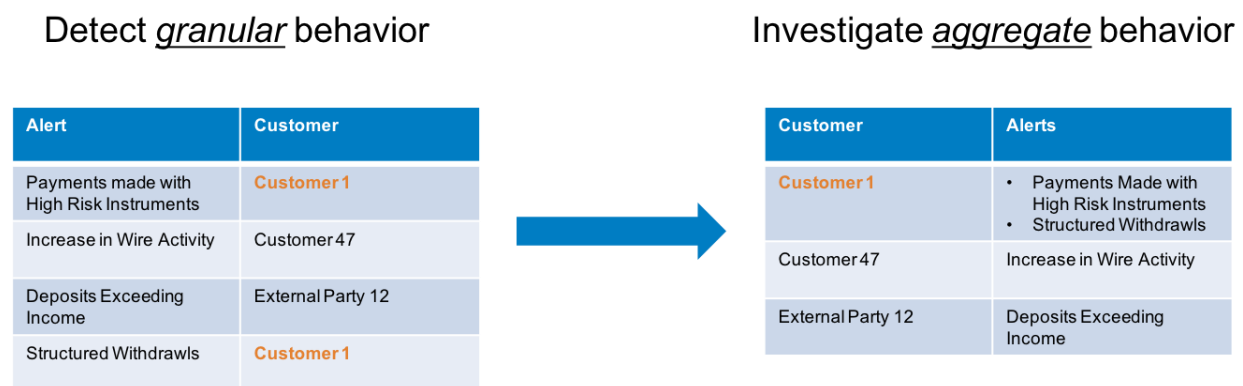 Detect granular behavior
Investigate aggregate behavior
Alert
Customer
Payments made with
High Risk Instruments
Customer 1
Increase in Wire Activity
Customer 47
Deposits Exceeding
Income
External Party 12
Structured Withdrawls
Customer 1
Customer
Alerts
Customer 1
• Payments Made with
High Risk Instruments
• Structured Withdrawls
Customer 47
Increase in Wire Activity
External Party 12
Deposits Exceeding
Income